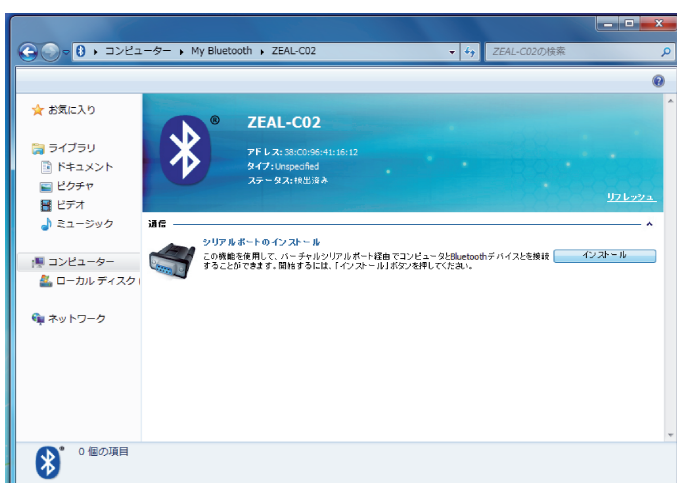 コンピューター ▸ My Bluetooth ▸ ZEAL-C02
ZEAL-C02の検索
お気に入り
ライブラリ
ドキュメント
ピクチャ
ビデオ
ミュージック
コンピューター
ローカル ディスク (
ネットワーク
®
ZEAL-C02
アドレス: 38:C0:96:41:16:12
タイプ: Unspecified
ステータス: 検出済み
リフレッシュ
通信
シリアルポートのインストール
この機能を使用して、バーチャルシリアルポート経由でコンピュータとBluetoothデバイスとを接続
することができます。開始するには、「インストール」ボタンを押してください。
インストール
0 個の項目